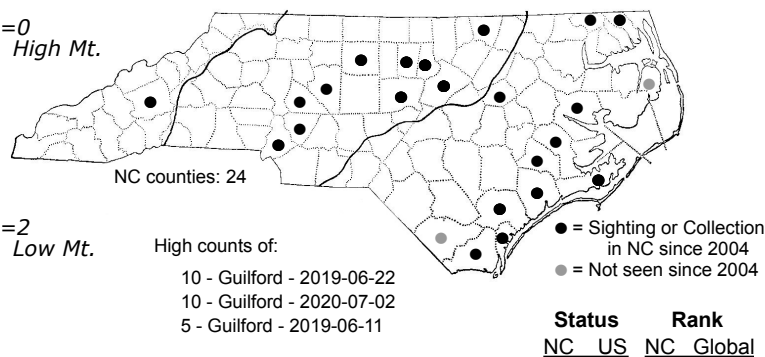 =0
High Mt.
NC counties: 24
=2
Low Mt.
High counts of:
10 - Guilford - 2019-06-22
10 - Guilford - 2020-07-02
5 - Guilford - 2019-06-11
● = Sighting or Collection
in NC since 2004
● = Not seen since 2004
Status Rank
NC US NC Global